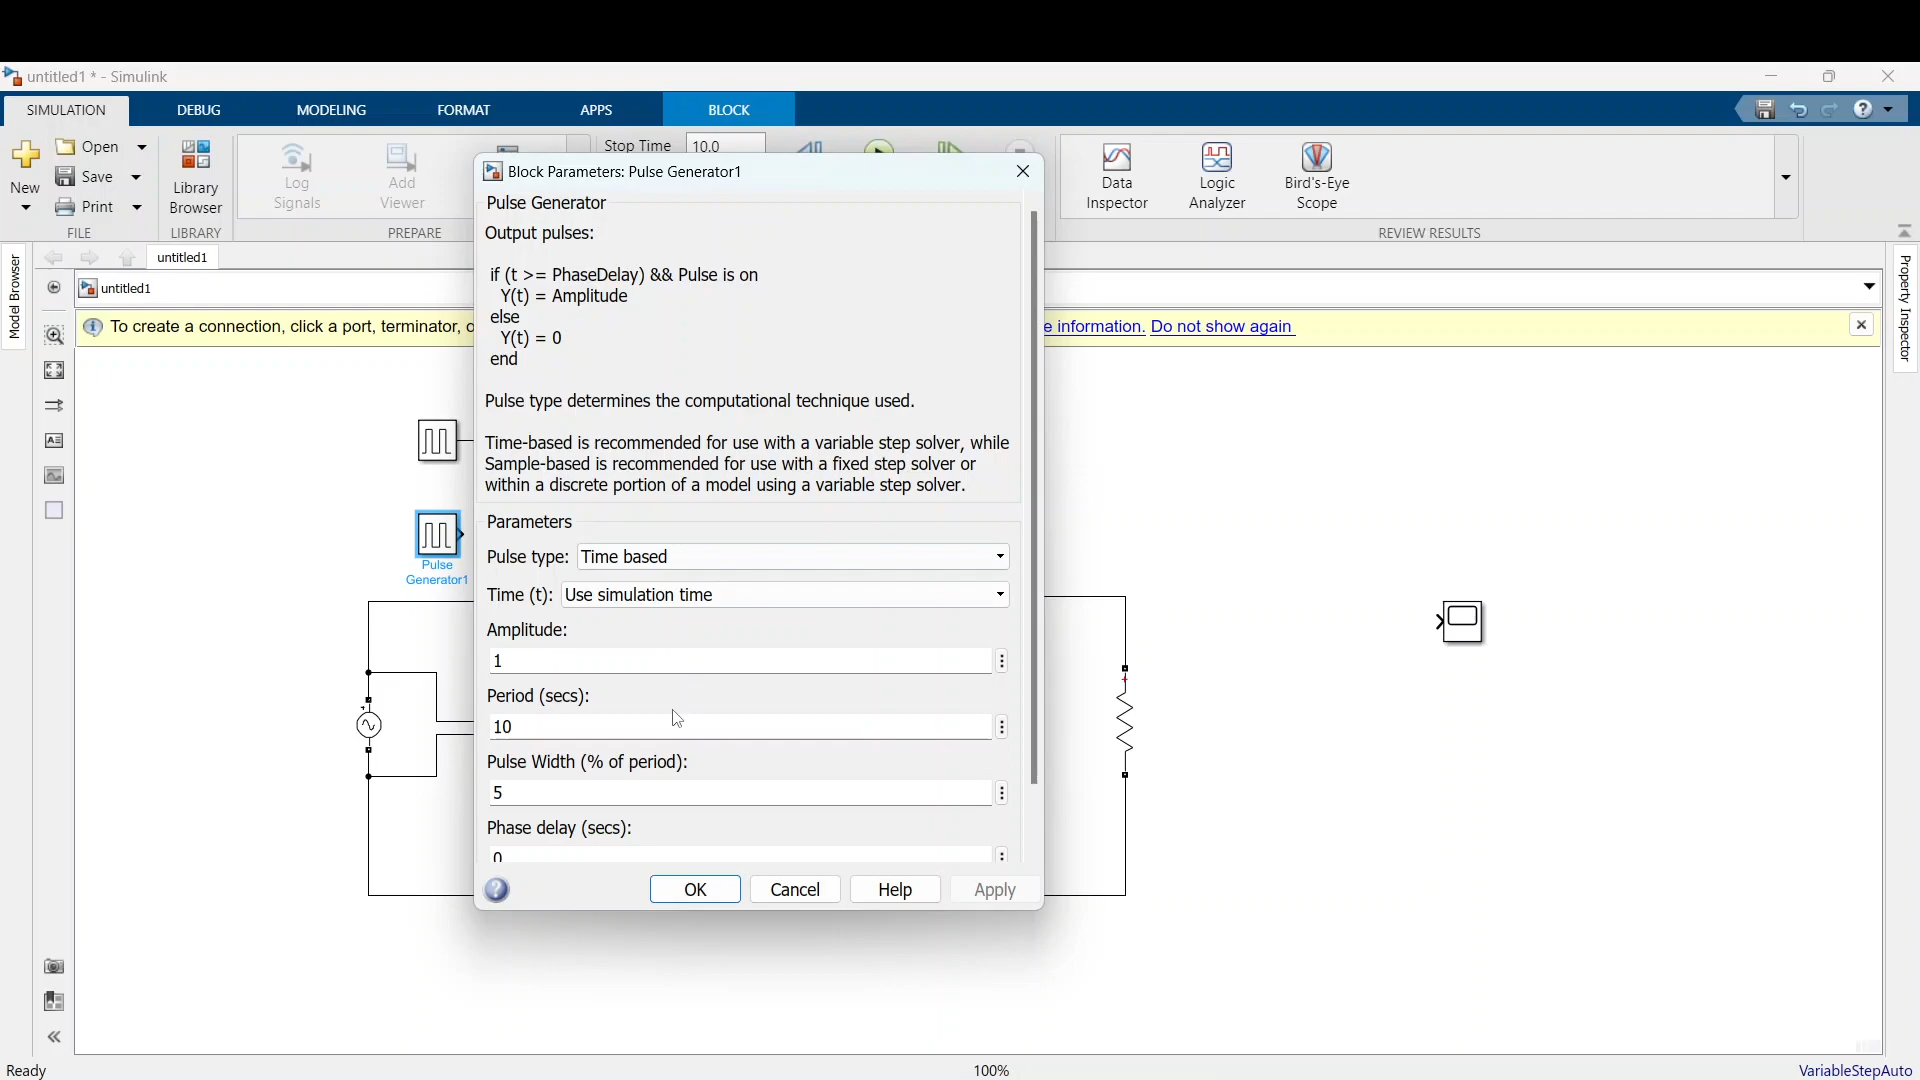 untitled1 * - Simulink
SIMULATION DEBUG MODELING FORMAT APPS BLOCK
New
Open
Save
Print
FILE
Library
Browser
LIBRARY
Log
Signals
Add
Viewer
PREPARE
Stop Time 10.0
Data
Inspector
Logic
Analyzer
Bird's-Eye
Scope
REVIEW RESULTS
Model Browser
Property Inspector
untitled1
untitled1
To create a connection, click a port, terminator, o
e information. Do not show again
Pulse
Generator1
Block Parameters: Pulse Generator1
Pulse Generator
Output pulses:
if (t >= PhaseDelay) && Pulse is on
Y(t) = Amplitude
else
Y(t) = 0
end
Pulse type determines the computational technique used.
Time-based is recommended for use with a variable step solver, while
Sample-based is recommended for use with a fixed step solver or
within a discrete portion of a model using a variable step solver.
Parameters
Pulse type: Time based
Time (t): Use simulation time
Amplitude:
1
Period (secs):
10
Pulse Width (% of period):
5
Phase delay (secs):
0
OK Cancel Help Apply
Ready 100% VariableStepAuto